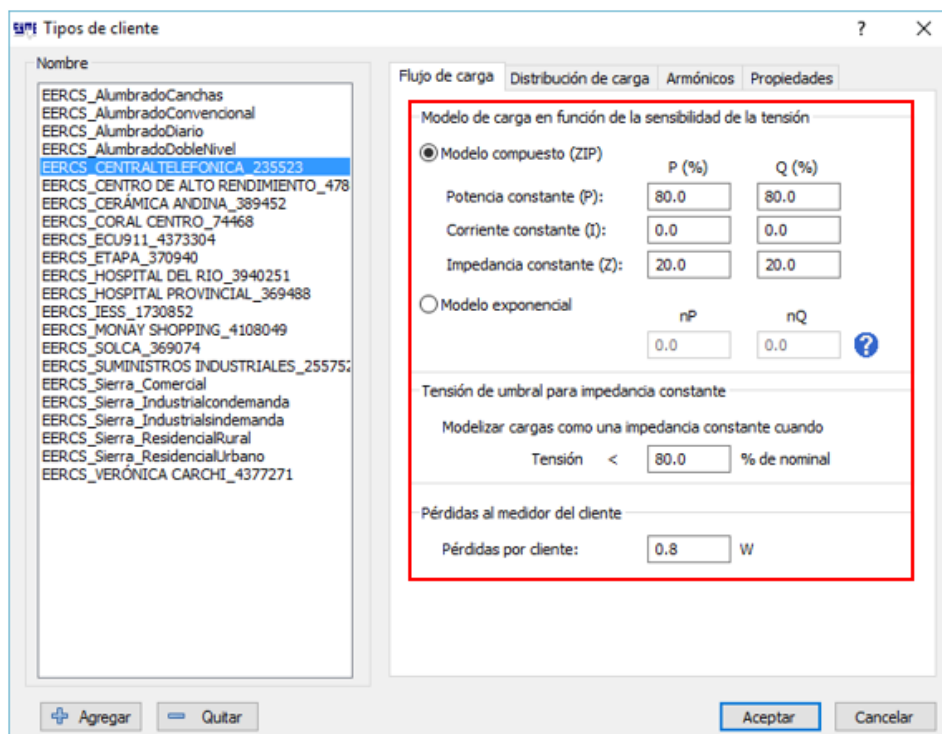 Tipos de cliente
Nombre
EERCS_AlumbradoCanchas
EERCS_AlumbradoConvencional
EERCS_AlumbradoDiario
EERCS_AlumbradoDobleNivel
EERCS_CENTRALTELEFONICA_235523
EERCS_CENTRO DE ALTO RENDIMIENTO_478
EERCS_CERÁMICA ANDINA_389452
EERCS_CORAL CENTRO_74468
EERCS_ECU911_4373304
EERCS_ETAPA_370940
EERCS_HOSPITAL DEL RIO_3940251
EERCS_HOSPITAL PROVINCIAL_369488
EERCS_IESS_1730852
EERCS_MONAY SHOPPING_4108049
EERCS_SOLCA_369074
EERCS_SUMINISTROS INDUSTRIALES_255752
EERCS_Sierra_Comercial
EERCS_Sierra_Industrialcondemanda
EERCS_Sierra_Industrialsindemanda
EERCS_Sierra_ResidencialRural
EERCS_Sierra_ResidencialUrbano
EERCS_VERÓNICA CARCHI_4377271
Agregar Quitar
Flujo de carga Distribución de carga Armónicos Propiedades
Modelo de carga en función de la sensibilidad de la tensión
Modelo compuesto (ZIP)
P (%) Q (%)
Potencia constante (P): 80.0 80.0
Corriente constante (I): 0.0 0.0
Impedancia constante (Z): 20.0 20.0
Modelo exponencial
nP nQ
0.0 0.0 ?
Tensión de umbral para impedancia constante
Modelizar cargas como una impedancia constante cuando
Tensión < 80.0 % de nominal
Pérdidas al medidor del cliente
Pérdidas por cliente: 0.8 W
Aceptar Cancelar